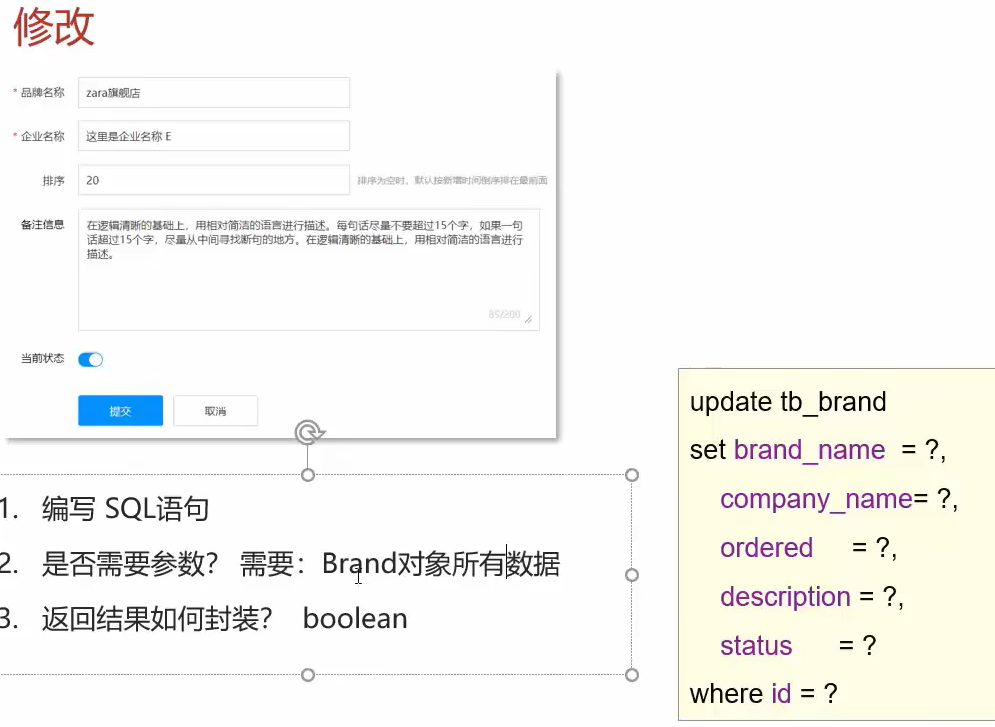 修改
* 品牌名称 zara旗舰店
* 企业名称 这里是企业名称 E
排序 20 排序为空时，默认按新增时间倒序排在最前面
备注信息 在逻辑清晰的基础上，用相对简洁的语言进行描述。每句话尽量不要超过15个字，如果一句
话超过15个字，尽量从中间寻找断句的地方。在逻辑清晰的基础上，用相对简洁的语言进行
描述。
85/200
当前状态
提交 取消
1. 编写 SQL语句
2. 是否需要参数？ 需要：Brand对象所有数据
3. 返回结果如何封装？ boolean
update tb_brand
set brand_name = ?,
company_name= ?,
ordered = ?,
description = ?,
status = ?
where id = ?